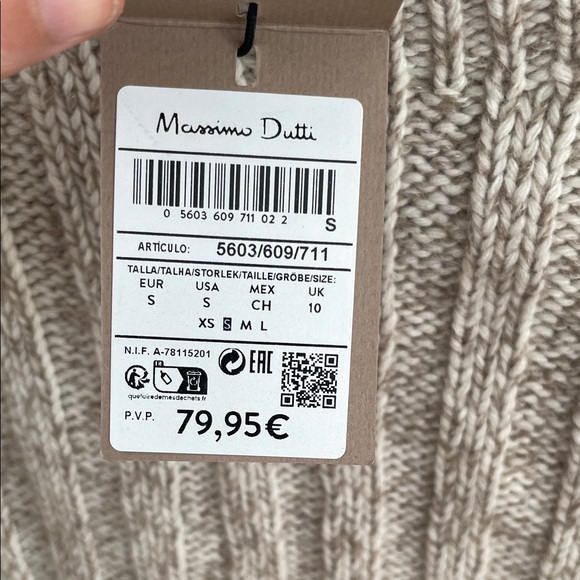 Massimo Dutti
0 5603 609 711 02 2
S
ARTÍCULO: 5603/609/711
TALLA/TALHA/STORLEK/TAILLE/GRÖBE/SIZE:
EUR USA MEX UK
S S CH 10
XS S M L
N.I.F. A-78115201
EAC
quefairedemesdechets.fr
P.V.P. 79,95€